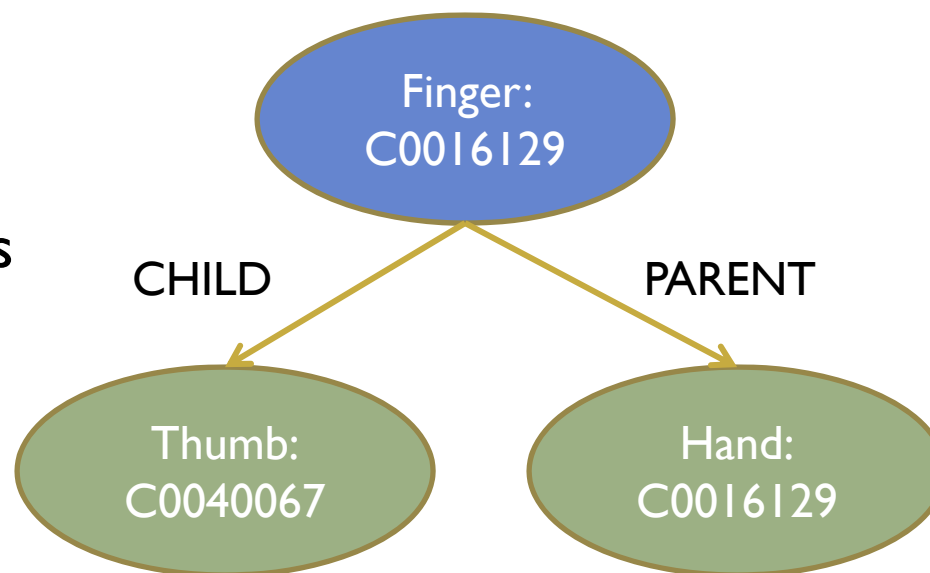 Finger:
C0016129
s
CHILD
PARENT
Thumb:
C0040067
Hand:
C0016129